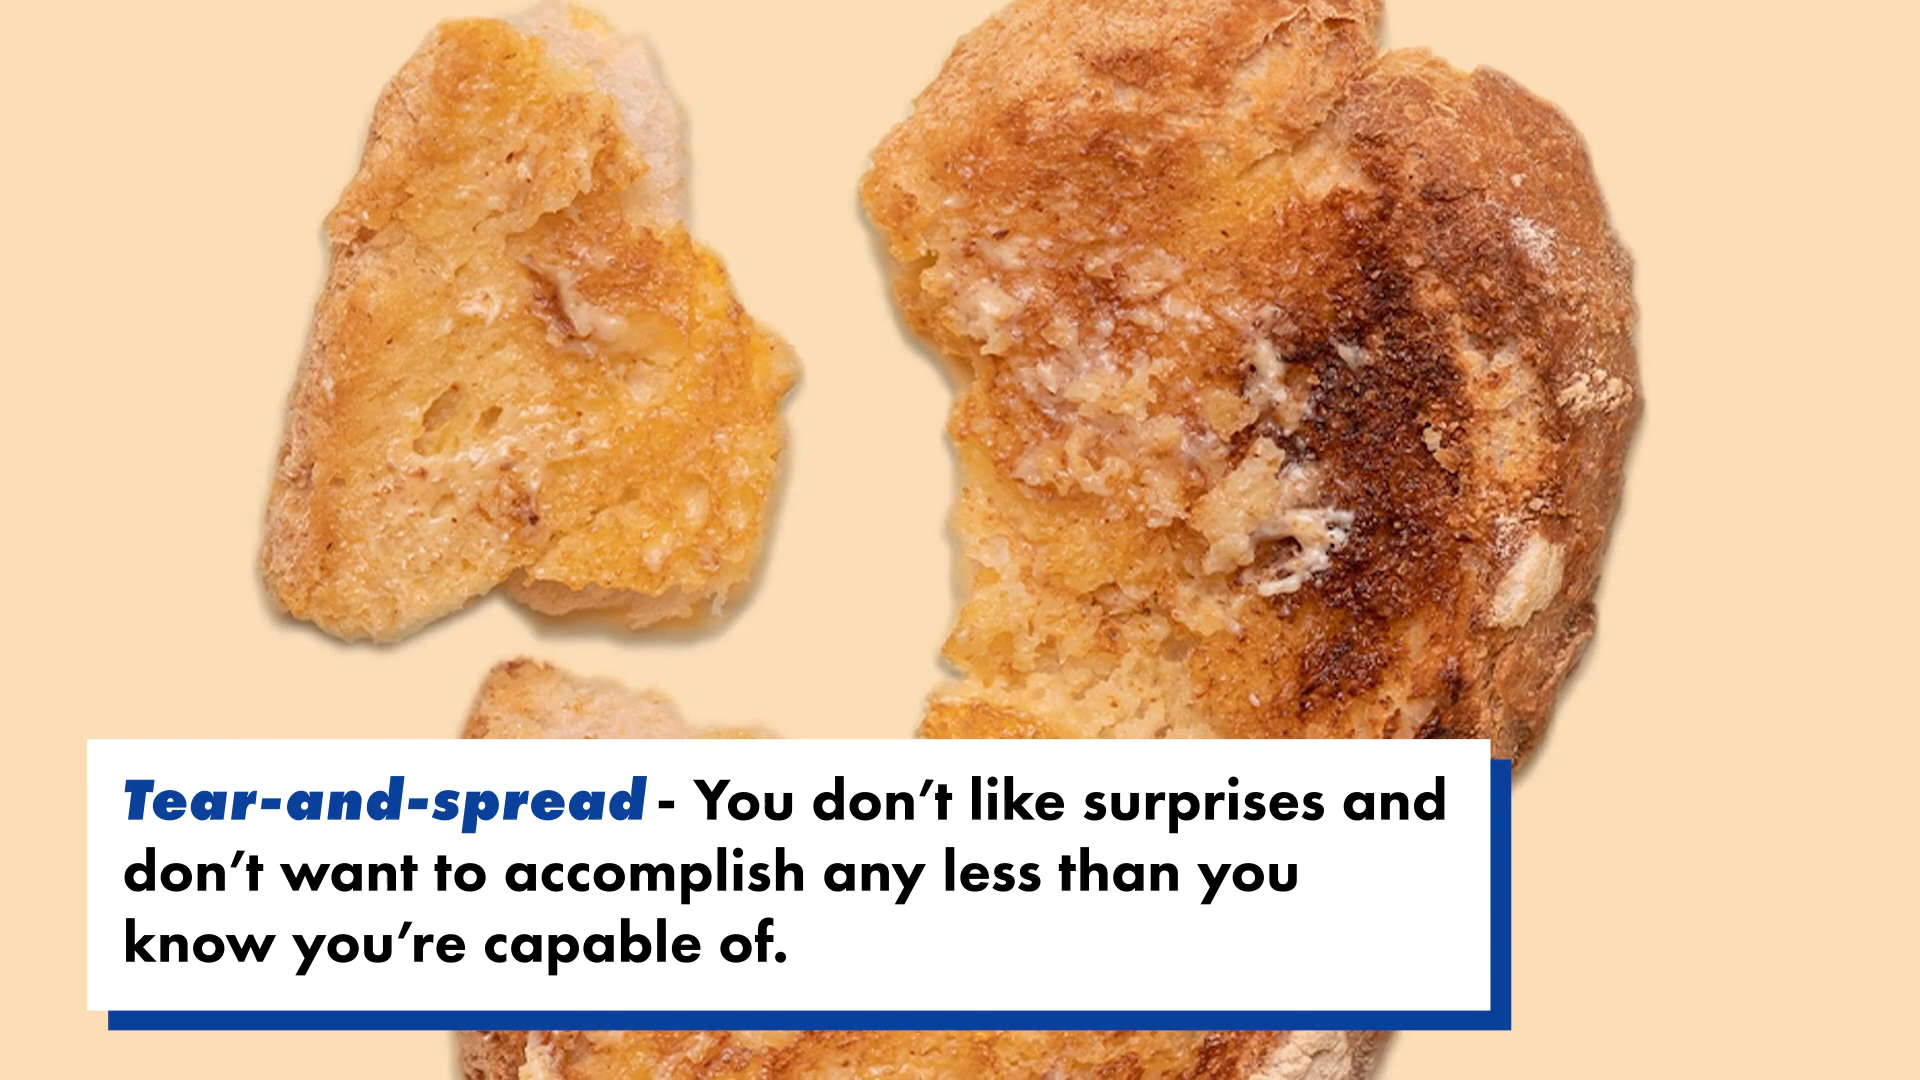 Tear-and-spread - You don’t like surprises and
don’t want to accomplish any less than you
know you’re capable of.